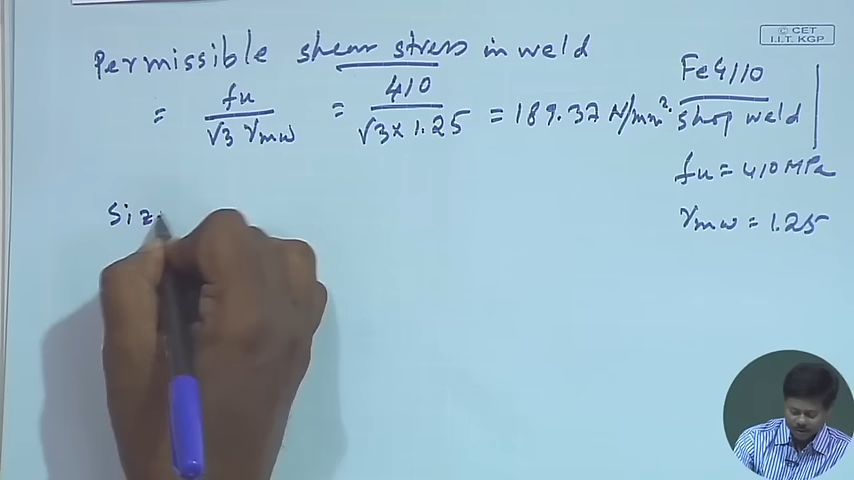 © CET
I.I.T. KGP
Permissible shear stress in weld
= fu / √3 γmw = 410 / √3 × 1.25 = 189.37 N/mm².
Fe410
shop weld
fu = 410 MPa
γmw = 1.25
Siz